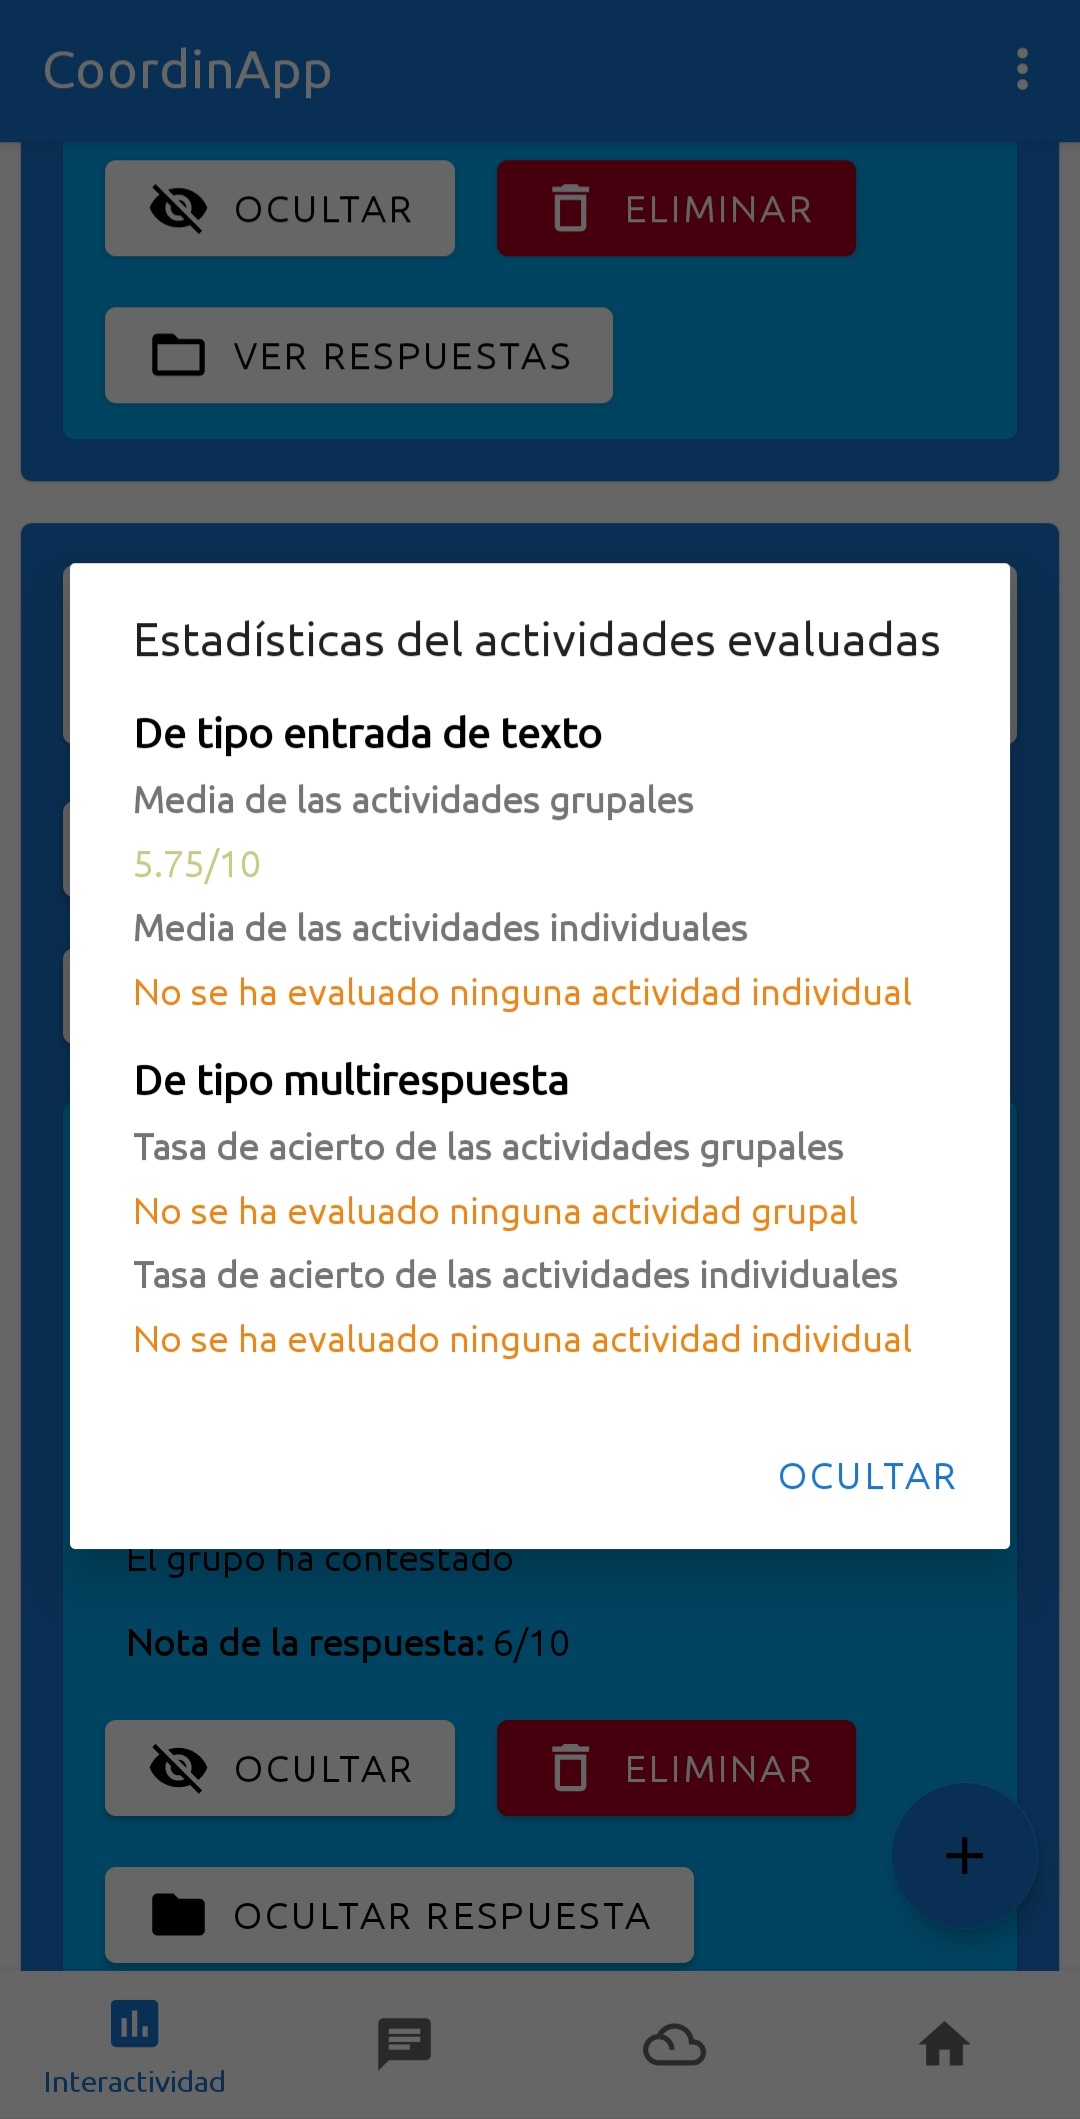 CoordinApp
OCULTAR
ELIMINAR
VER RESPUESTAS
Estadísticas del actividades evaluadas
De tipo entrada de texto
Media de las actividades grupales
5.75/10
Media de las actividades individuales
No se ha evaluado ninguna actividad individual
De tipo multirespuesta
Tasa de acierto de las actividades grupales
No se ha evaluado ninguna actividad grupal
Tasa de acierto de las actividades individuales
No se ha evaluado ninguna actividad individual
OCULTAR
El grupo ha contestado
Nota de la respuesta: 6/10
OCULTAR
ELIMINAR
OCULTAR RESPUESTA
Interactividad